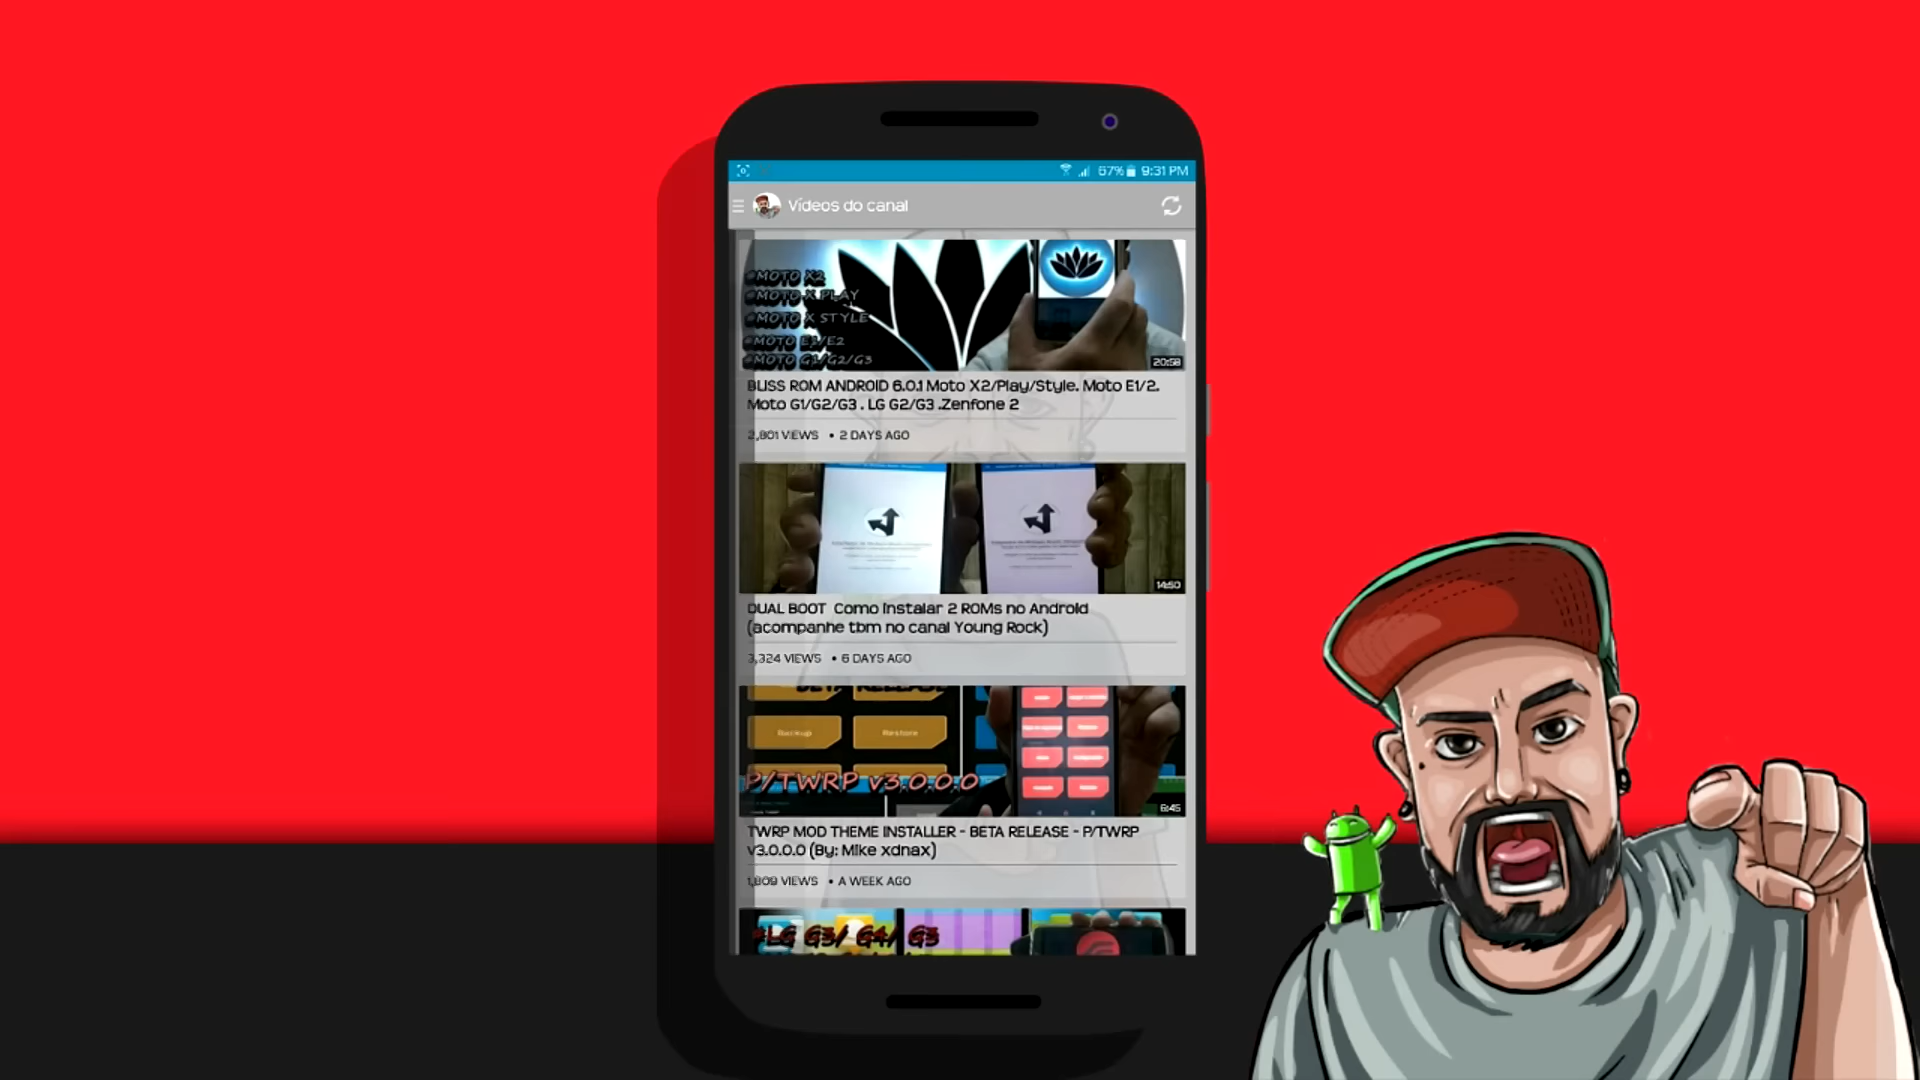 67% 9:31 PM
Vídeos do canal
#MOTO X2
#MOTO X PLAY
#MOTO X STYLE
#MOTO E1/E2
#MOTO G1/G2/G3
20:58
BLISS ROM ANDROID 6.0.1 Moto X2/Play/Style. Moto E1/2.
Moto G1/G2/G3 . LG G2/G3 .Zenfone 2
2,801 VIEWS • 2 DAYS AGO
14:50
DUAL BOOT Como instalar 2 ROMs no Android
(acompanhe tbm no canal Young Rock)
3,324 VIEWS • 6 DAYS AGO
BETA RELEASE
Backup Restore
P/TWRP v3.0.0.0
6:45
TWRP MOD THEME INSTALLER - BETA RELEASE - P/TWRP
v3.0.0.0 (By: Mike xdnax)
1,809 VIEWS • A WEEK AGO
#LG G3/ G4/ G5